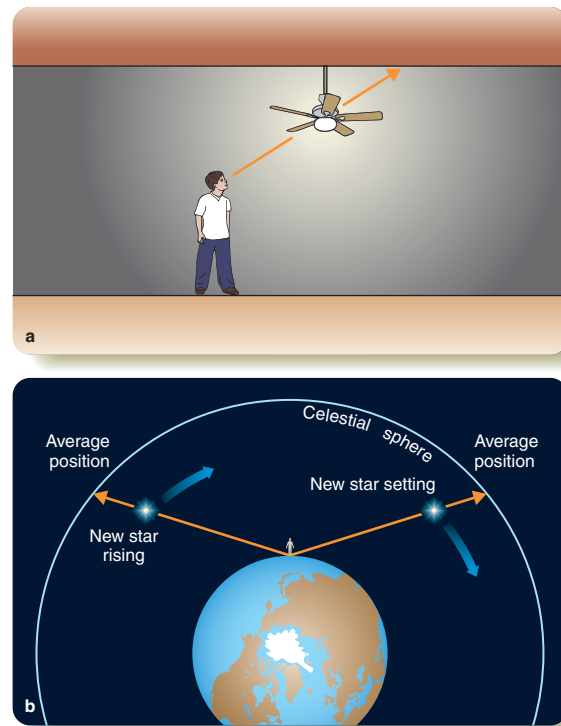 a
Celestial sphere
Average
position
Average
position
New star setting
New star
rising
b